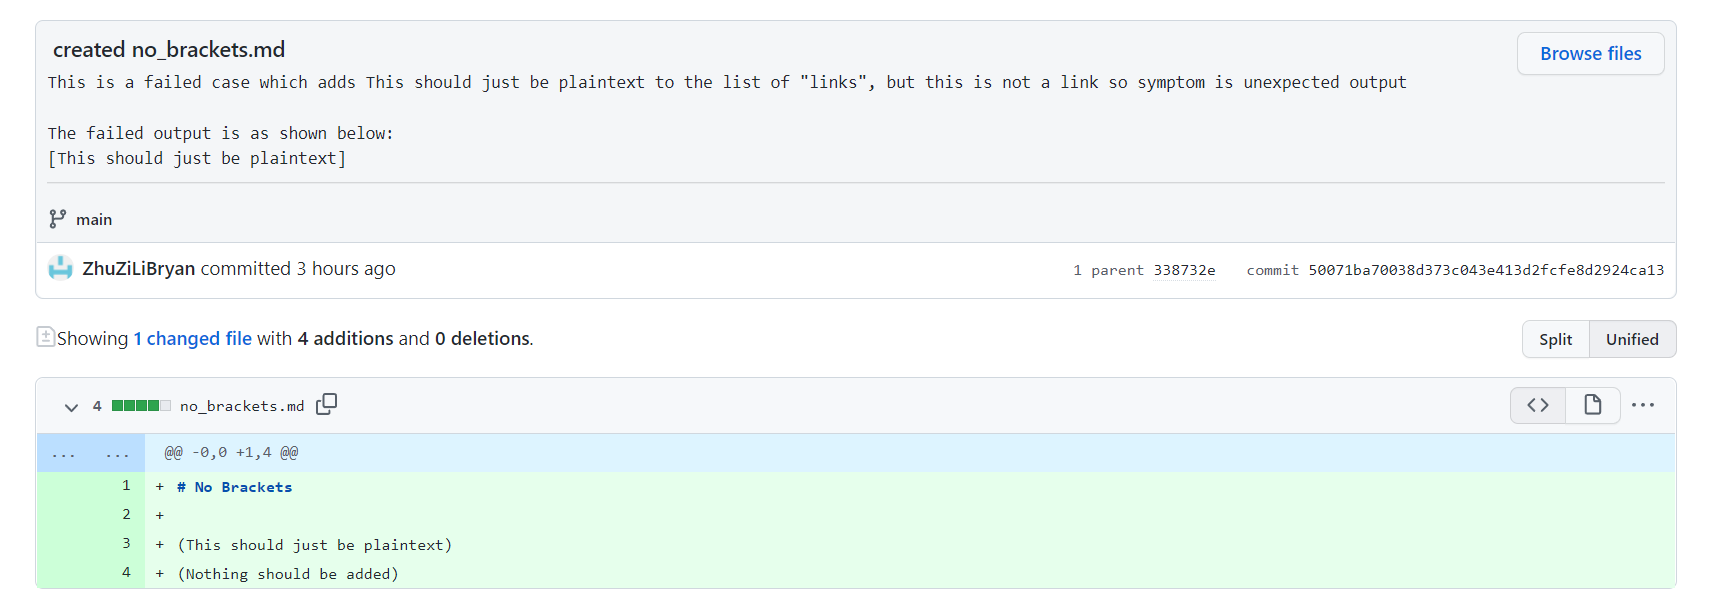 created no_brackets.md
Browse files
This is a failed case which adds This should just be plaintext to the list of "links", but this is not a link so symptom is unexpected output
The failed output is as shown below:
[This should just be plaintext]
main
ZhuZiLiBryan committed 3 hours ago
1 parent 338732e commit 50071ba70038d373c043e413d2fcfe8d2924ca13
Showing 1 changed file with 4 additions and 0 deletions.
Split Unified
4 no_brackets.md
... ... @@ -0,0 +1,4 @@
1 + # No Brackets
2 +
3 + (This should just be plaintext)
4 + (Nothing should be added)